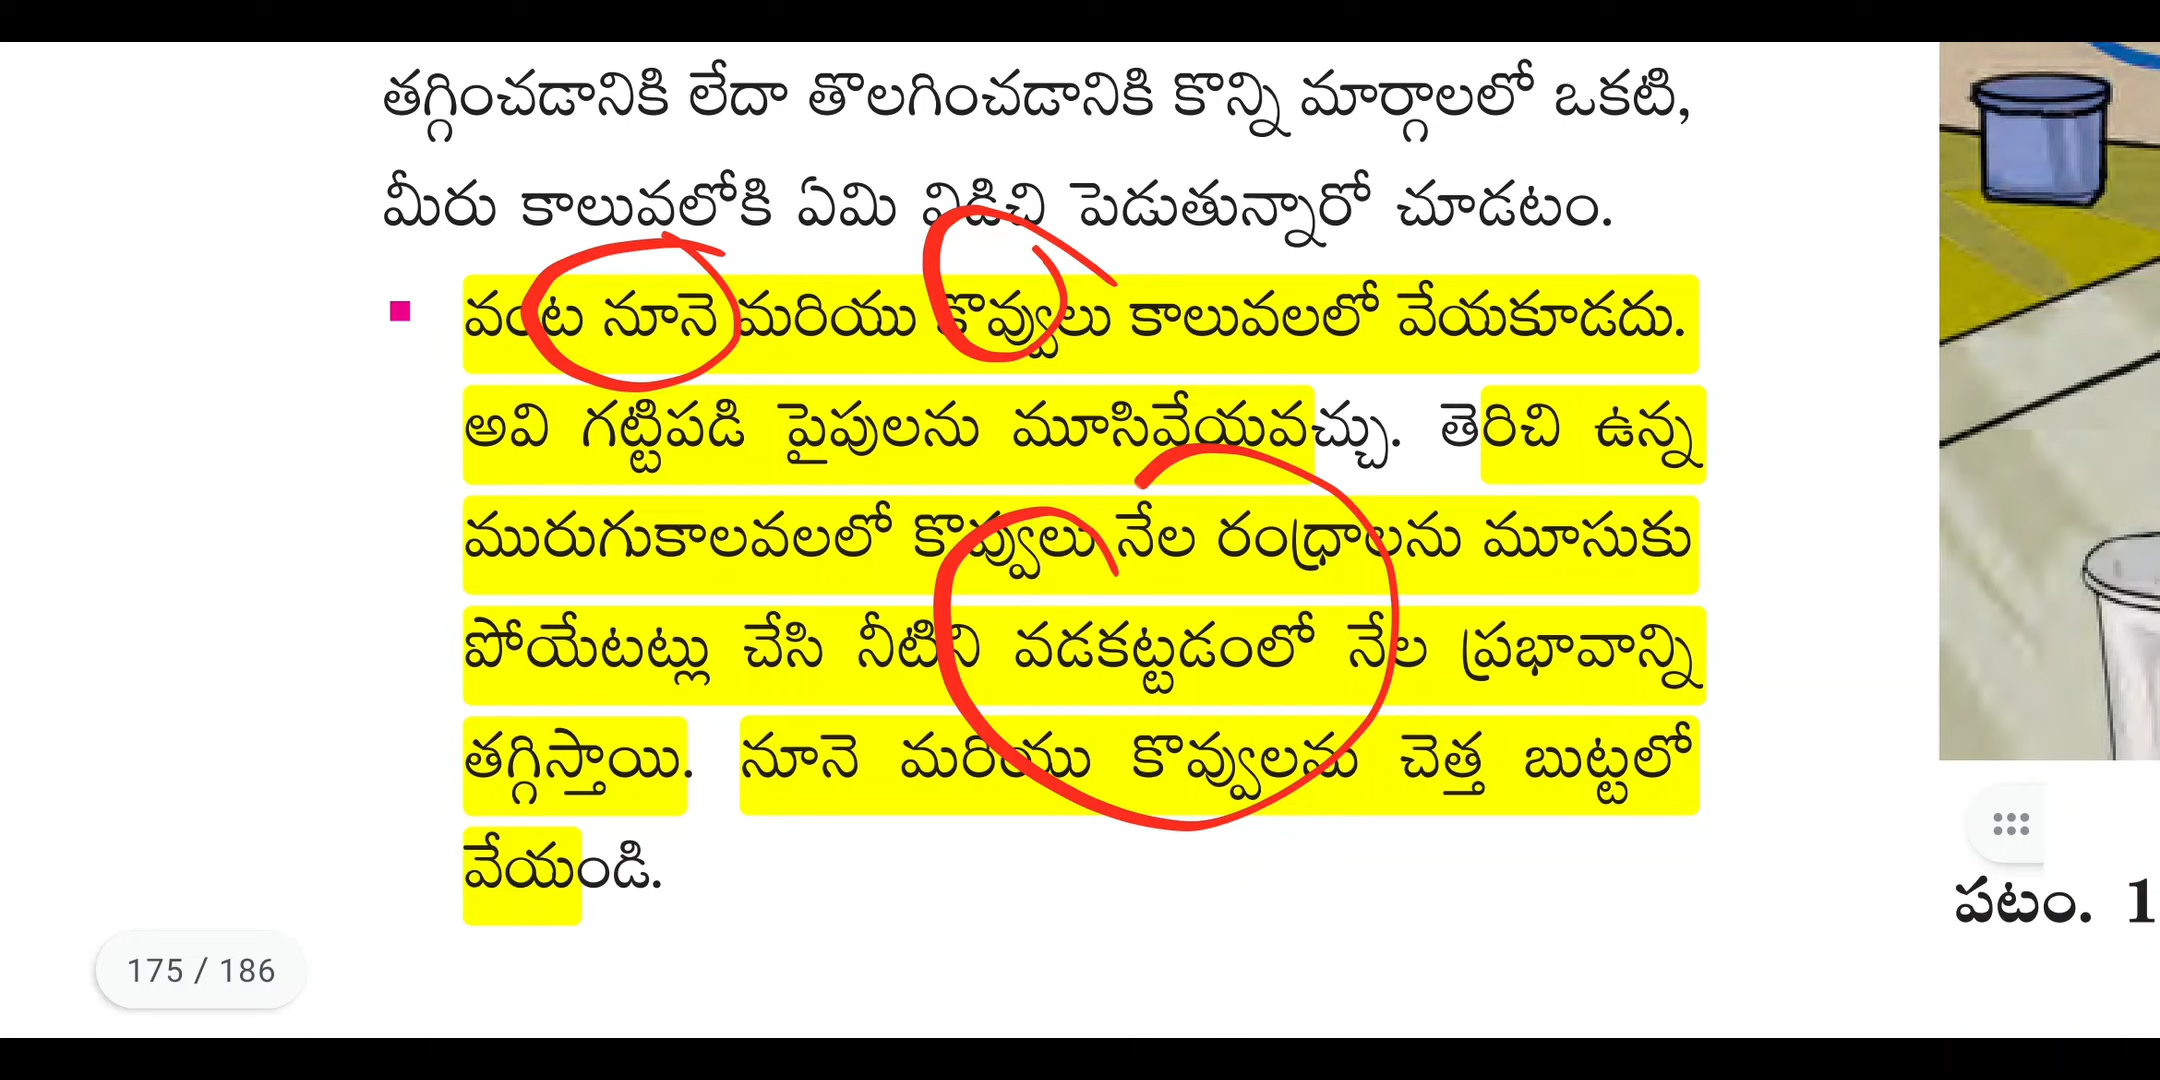 తగ్గించడానికి లేదా తొలగించడానికి కొన్ని మార్గాలలో ఒకటి,
మీరు కాలువలోకి ఏమి విడిచి పెడుతున్నారో చూడటం.
వంట నూనె మరియు కొవ్వులు కాలువలలో వేయకూడదు.
అవి గట్టిపడి పైపులను మూసివేయవచ్చు. తెరిచి ఉన్న
మురుగుకాలవలలో కొవ్వులు నేల రంధ్రాలను మూసుకు
పోయేటట్లు చేసి నీటిని వడకట్టడంలో నేల ప్రభావాన్ని
తగ్గిస్తాయి. నూనె మరియు కొవ్వులను చెత్త బుట్టలో
వేయండి.
175 / 186
పటం. 1